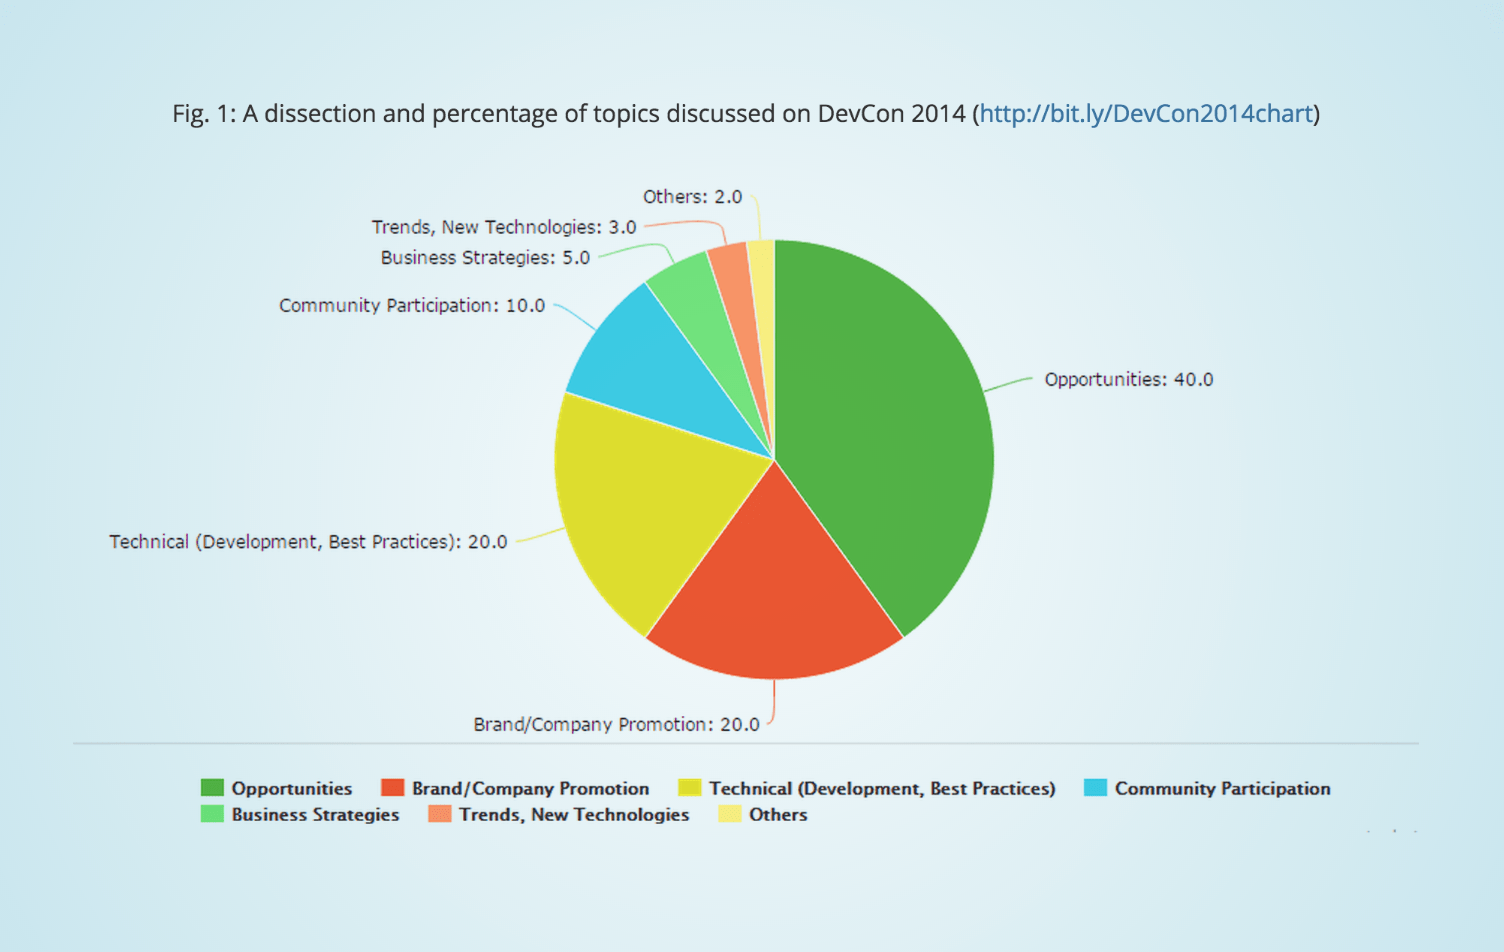 Fig. 1: A dissection and percentage of topics discussed on DevCon 2014 (http://bit.ly/DevCon2014chart)
Others: 2.0
Trends, New Technologies: 3.0
Business Strategies: 5.0
Community Participation: 10.0
Opportunities: 40.0
Technical (Development, Best Practices): 20.0
Brand/Company Promotion: 20.0
Opportunities Brand/Company Promotion Technical (Development, Best Practices) Community Participation
Business Strategies Trends, New Technologies Others